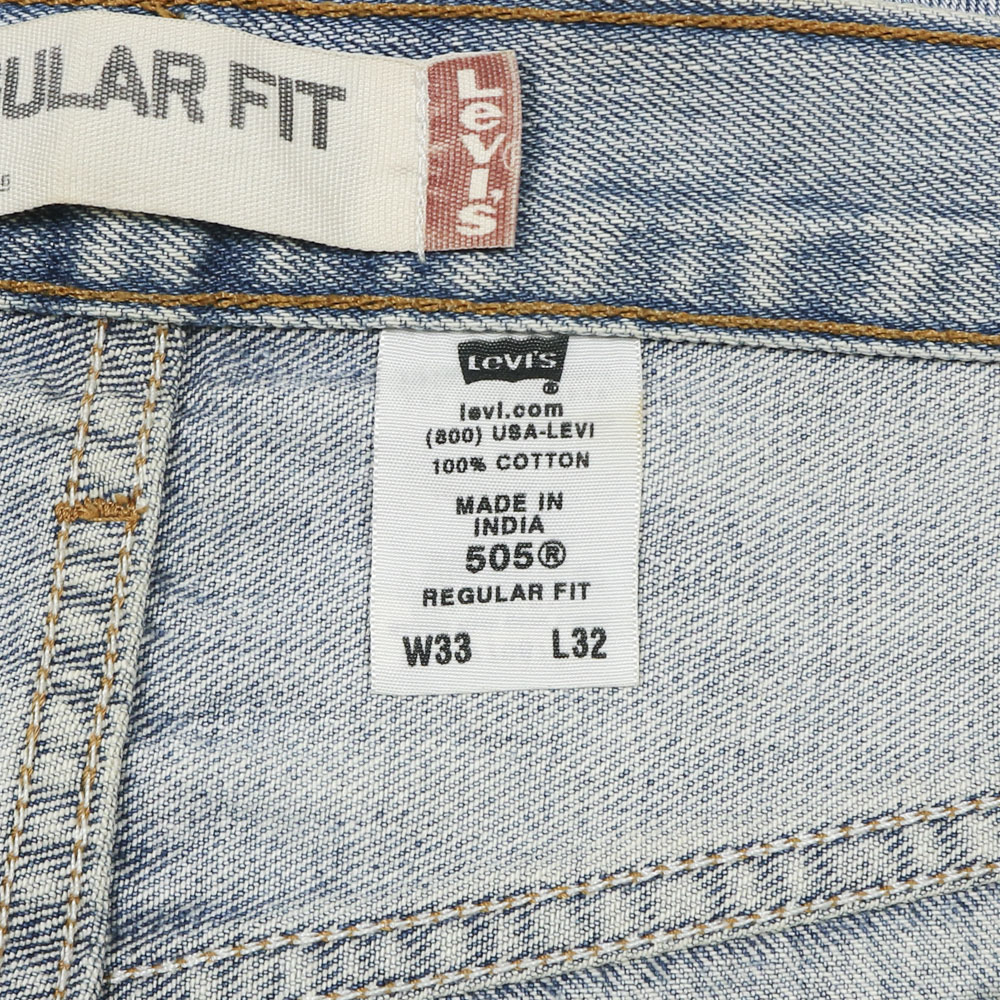 ULAR FIT
Levi's
6
LEVI'S
®
levi.com
(800) USA-LEVI
100% COTTON
MADE IN
INDIA
505®
REGULAR FIT
W33 L32